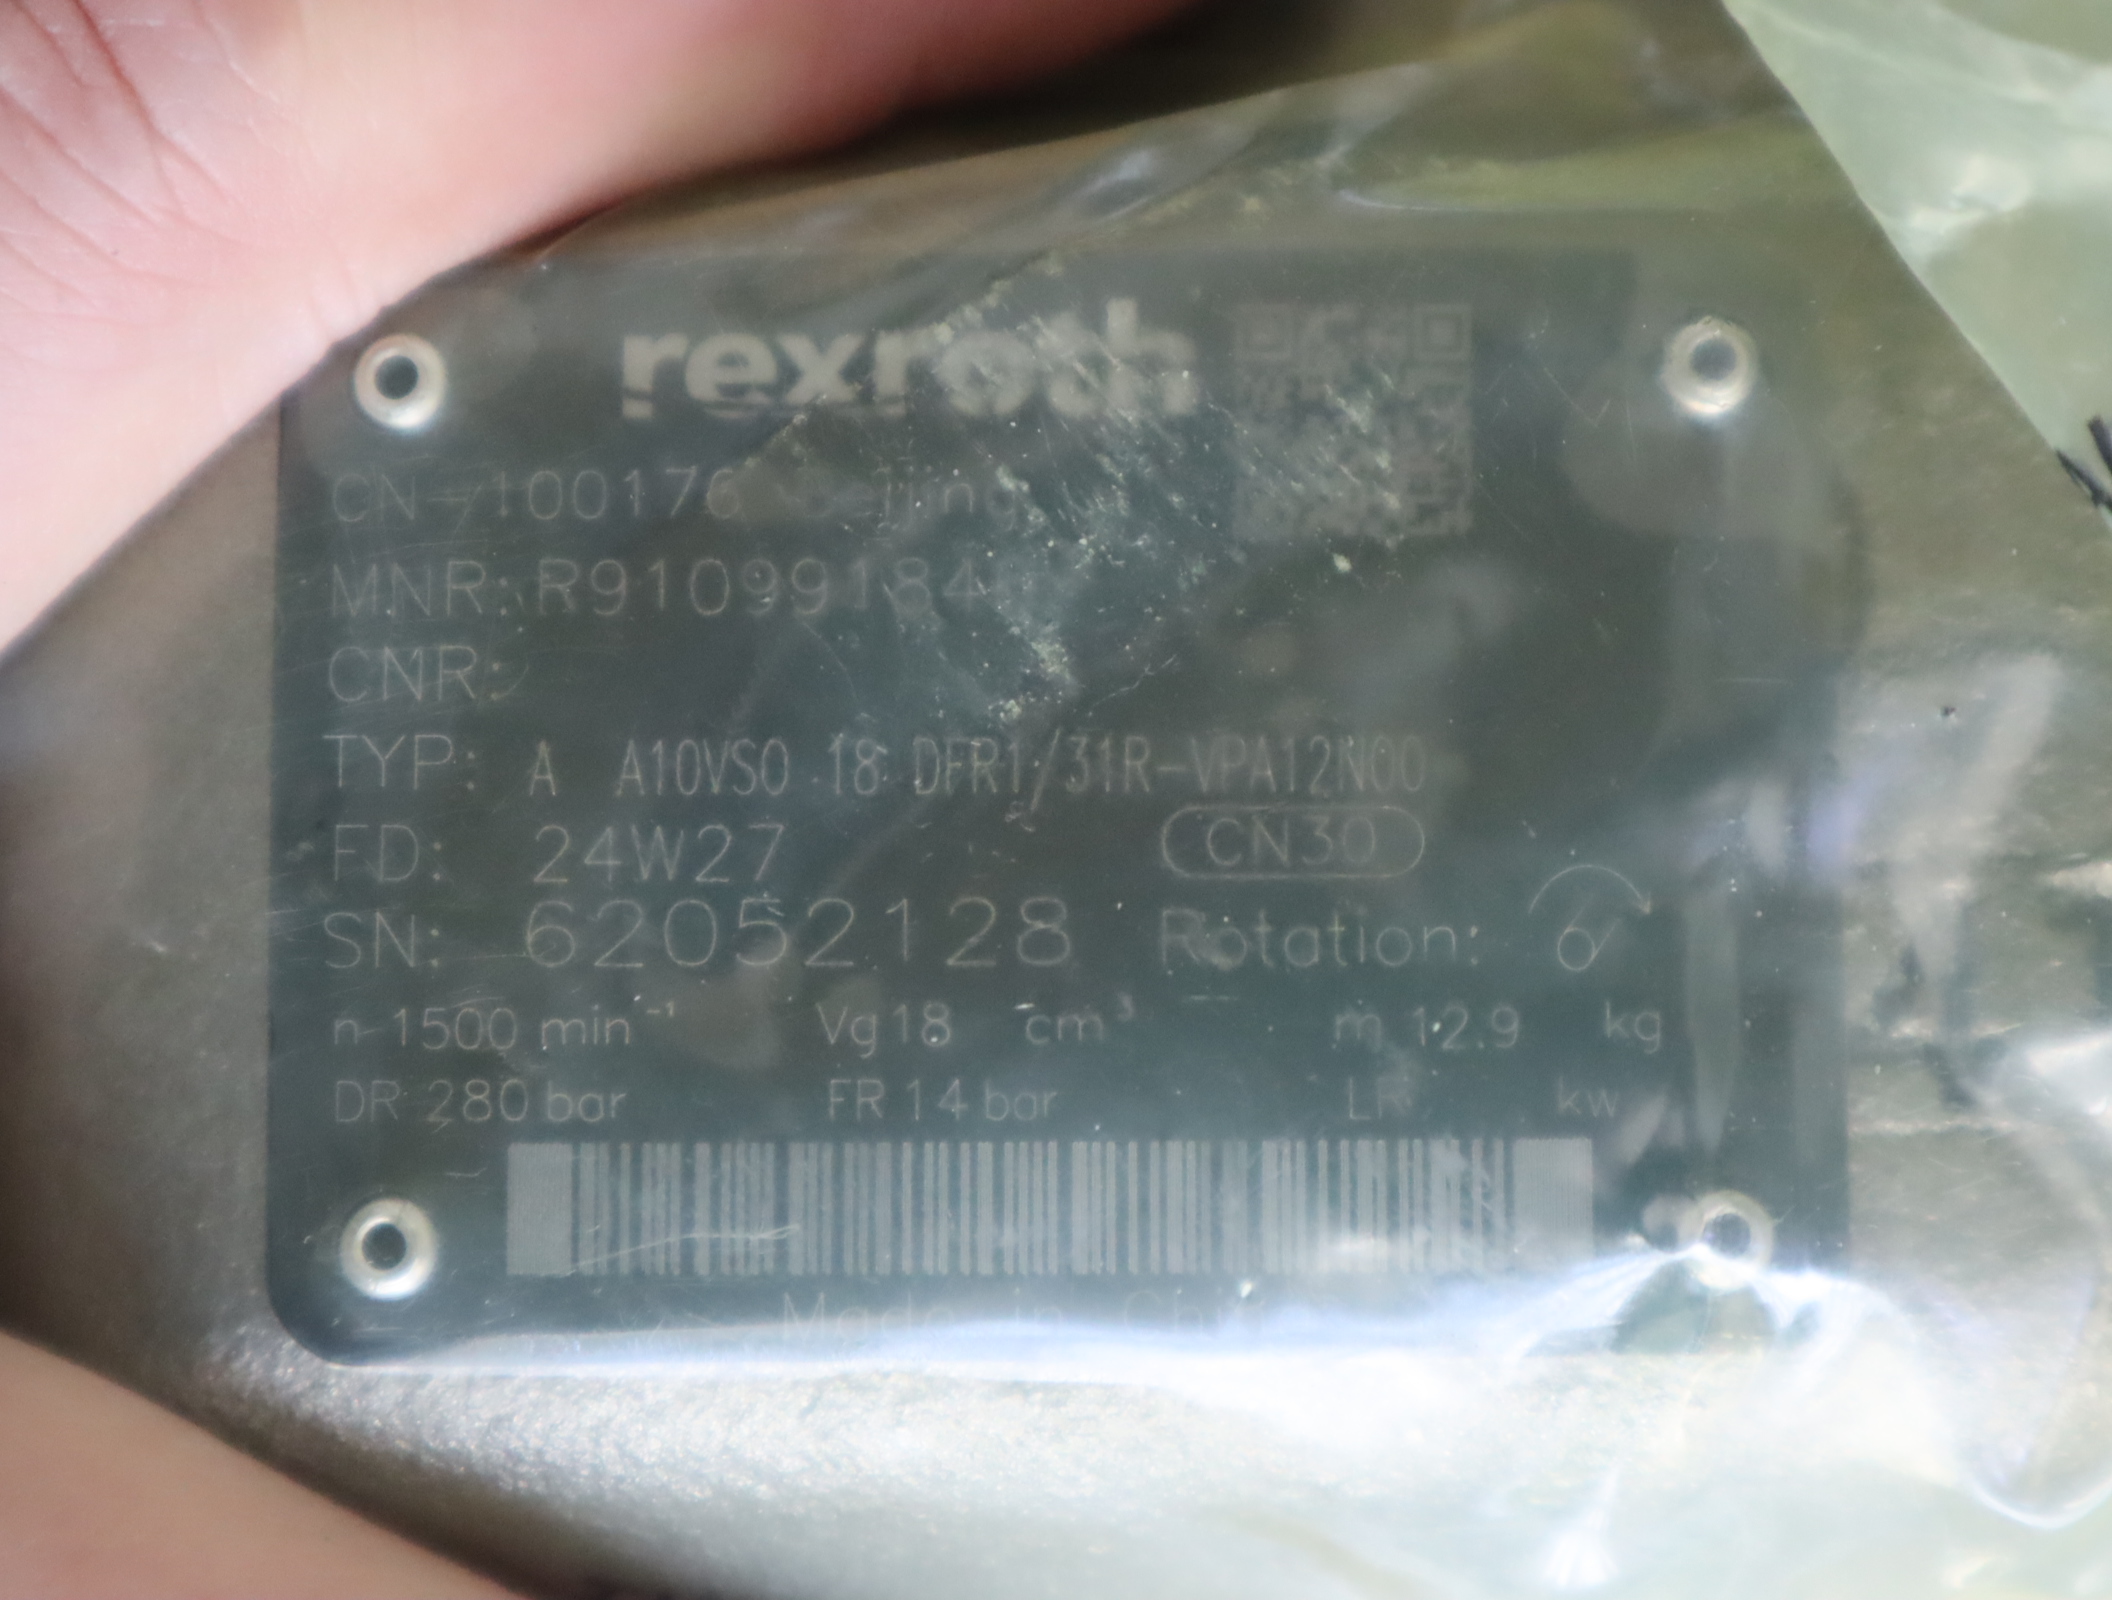 rexroth
CN-100176 Beijing
MNR: R910991846
CNR:
TYP: A A10VSO 18 DFR1/31R-VPA12N00
FD: 24W27 CN30
SN: 62052128 Rotation:
n 1500 min⁻¹ Vg 18 cm³ m 12.9 kg
DR 280 bar FR 14 bar LR kw
Made in China